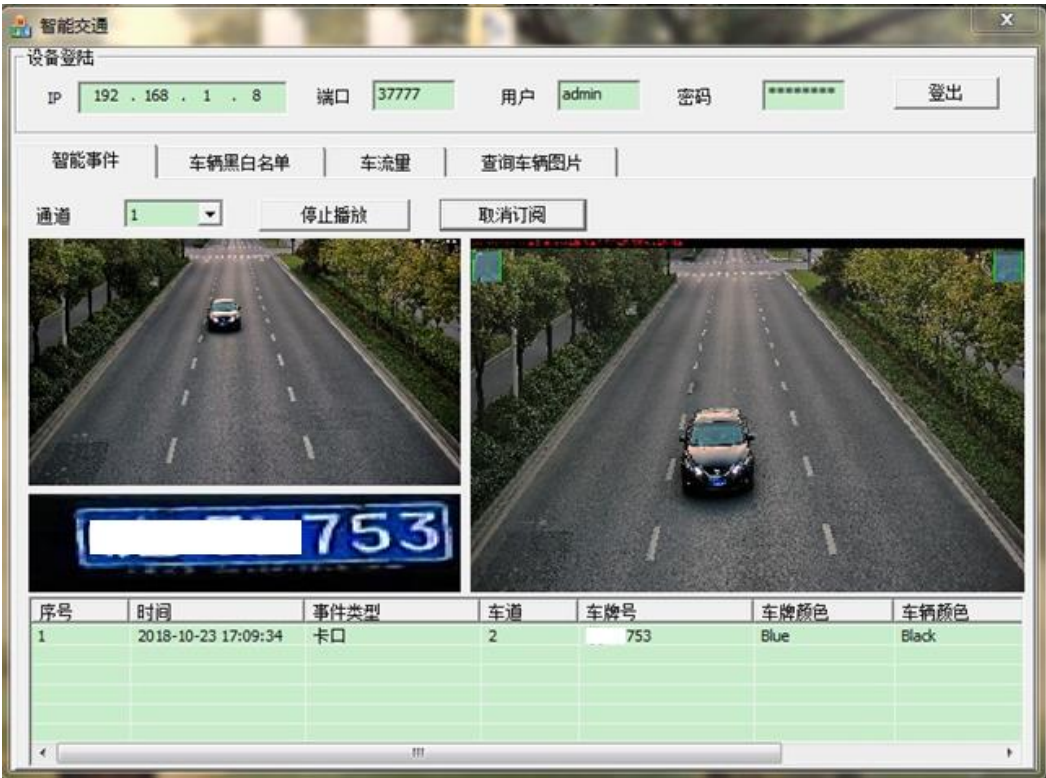 智能交通
设备登陆
IP 192 . 168 . 1 . 8 端口 37777 用户 admin 密码 ******** 登出
智能事件 车辆黑白名单 车流量 查询车辆图片
通道 1 停止播放 取消订阅
753
序号 时间 事件类型 车道 车牌号 车牌颜色 车辆颜色
1 2018-10-23 17:09:34 卡口 2 753 Blue Black